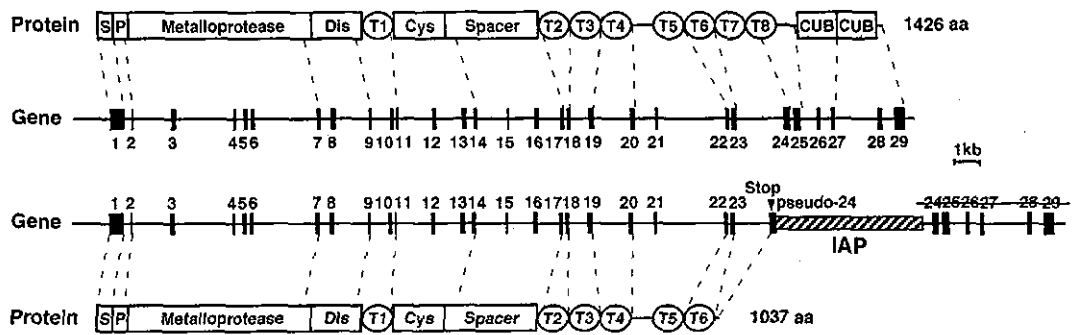 Protein S P Metalloprotease Dis T1 Cys Spacer T2 T3 T4 T5 T6 T7 T8 CUB CUB 1426 aa
Gene
1 2 3 4 5 6 7 8 9 10 11 12 13 14 15 16 17 18 19 20 21 22 23 24 25 26 27 28 29
1kb
Stop
1 2 3 4 5 6 7 8 9 10 11 12 13 14 15 16 17 18 19 20 21 22 23 pseudo-24 24 25 26 27 28 29
Gene
IAP
Protein S P Metalloprotease Dis T1 Cys Spacer T2 T3 T4 T5 T6 1037 aa